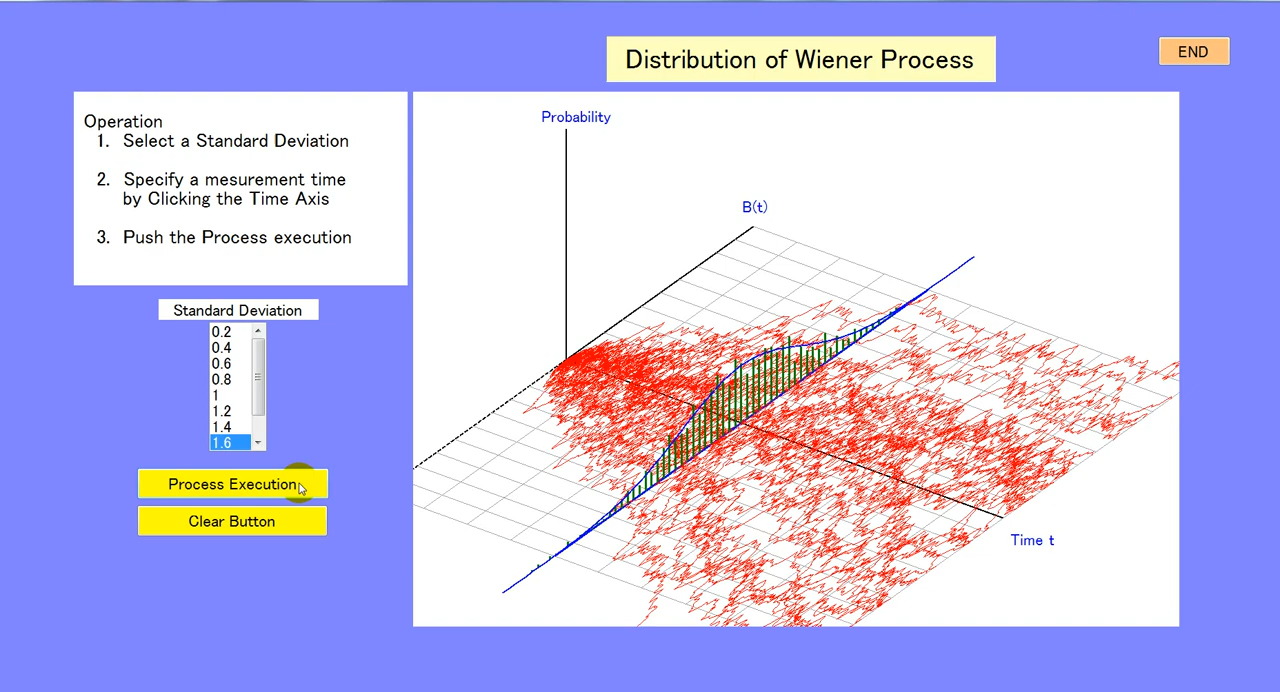 Distribution of Wiener Process
END
Operation
1. Select a Standard Deviation
2. Specify a mesurement time
by Clicking the Time Axis
3. Push the Process execution
Standard Deviation
0.2
0.4
0.6
0.8
1
1.2
1.4
1.6
Process Execution
Clear Button
Probability
B(t)
Time t